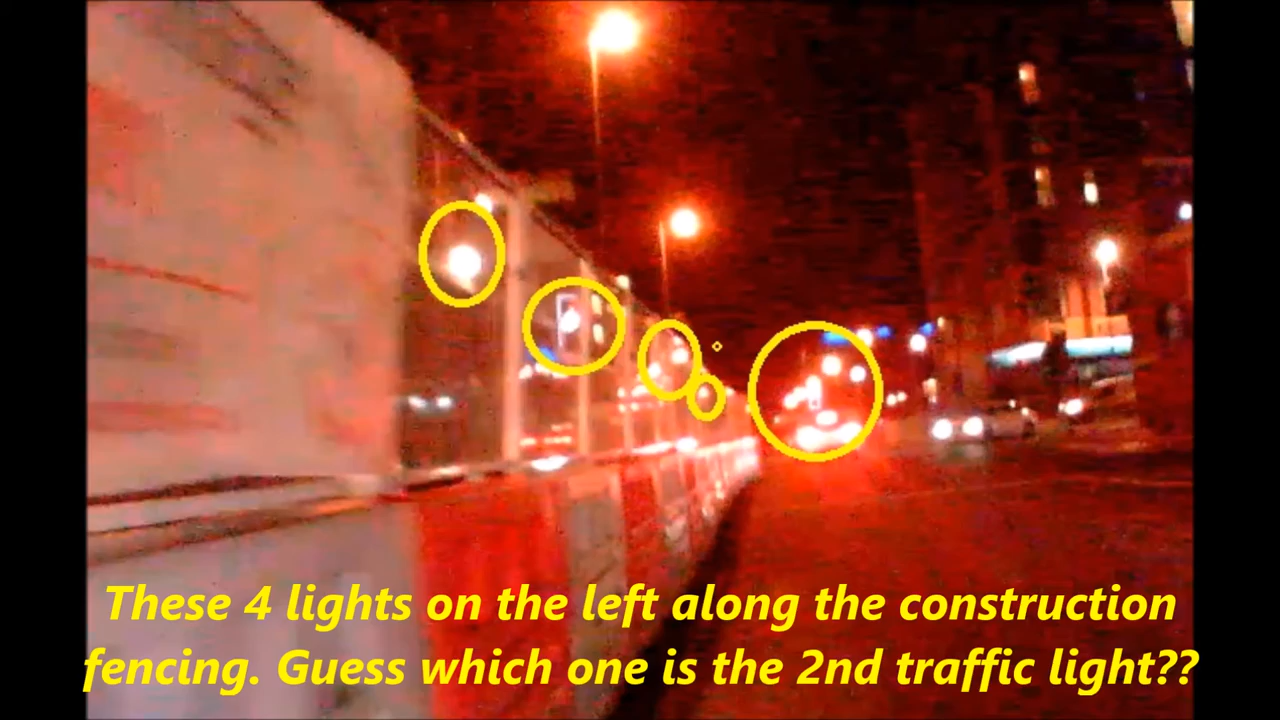 These 4 lights on the left along the construction
fencing. Guess which one is the 2nd traffic light??